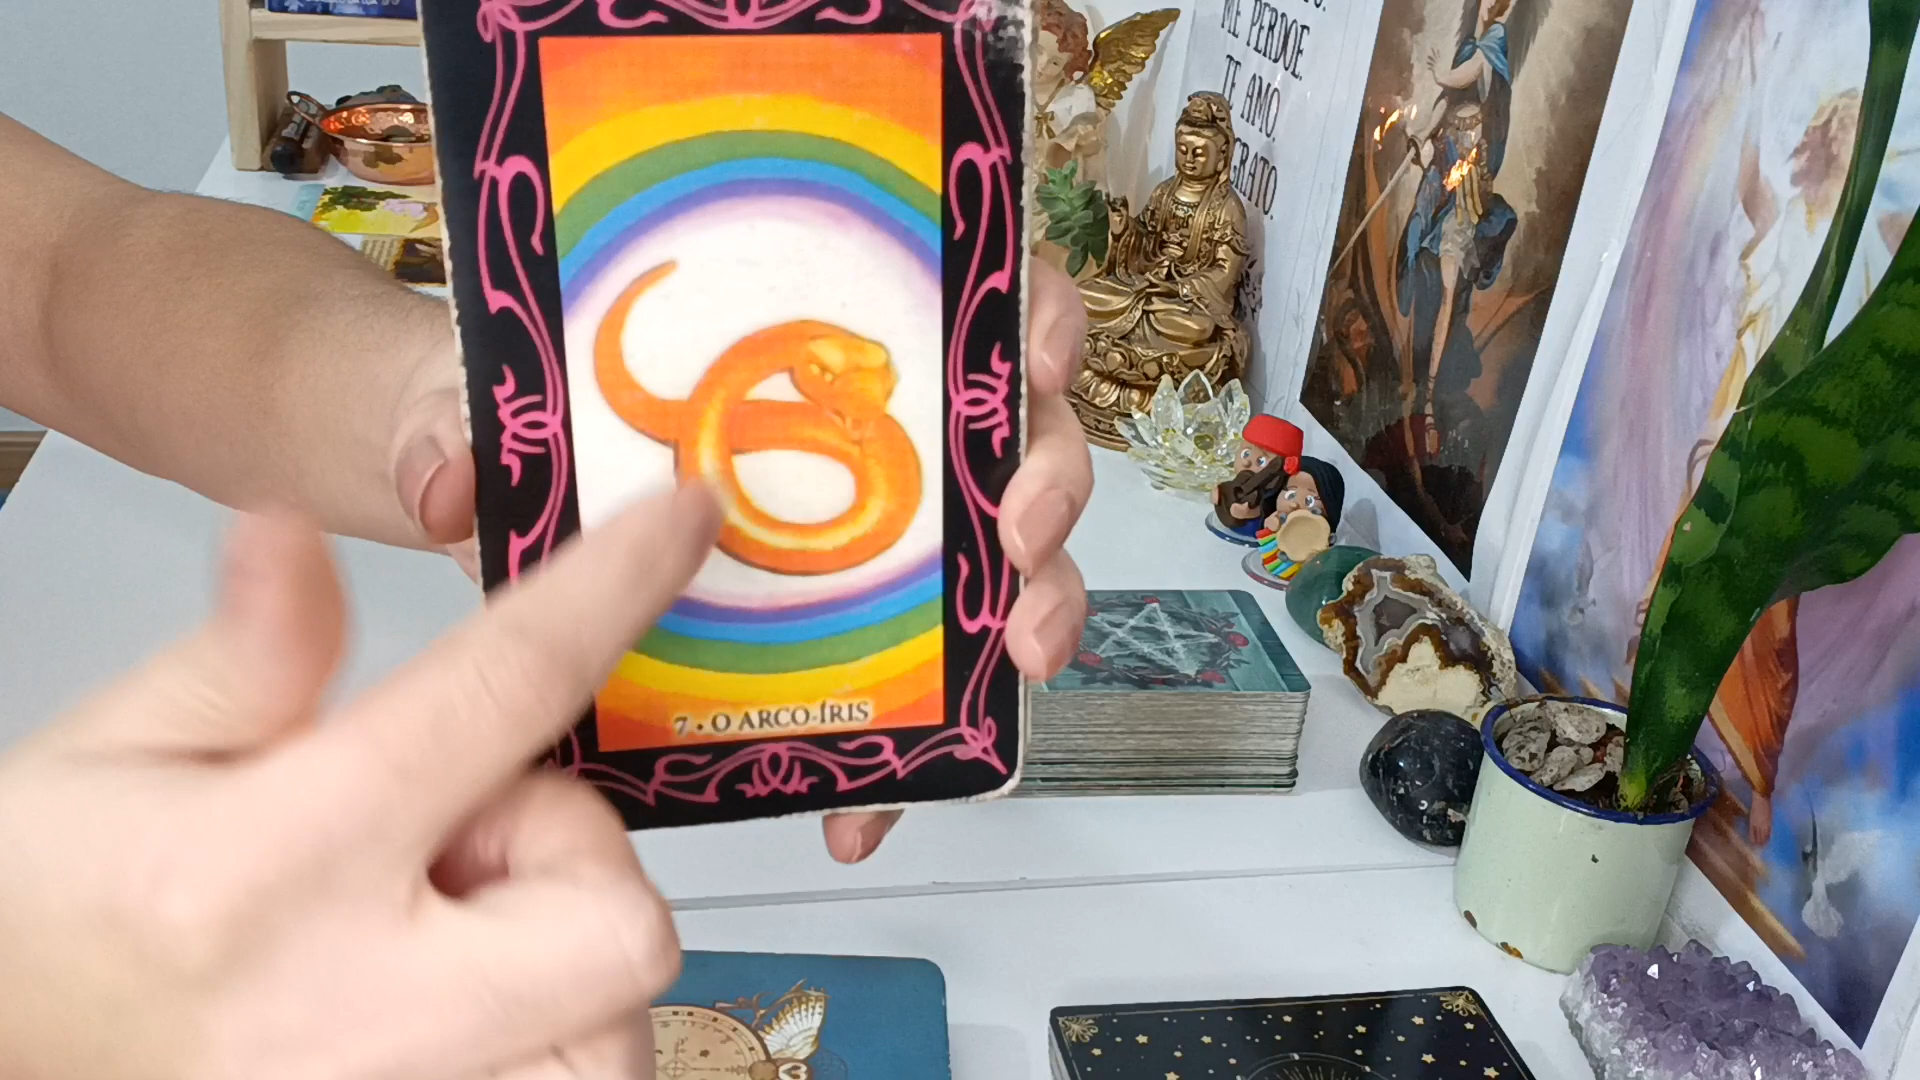 ME PERDOE.
TE AMO.
GRATO.
7 • O ARCO-ÍRIS